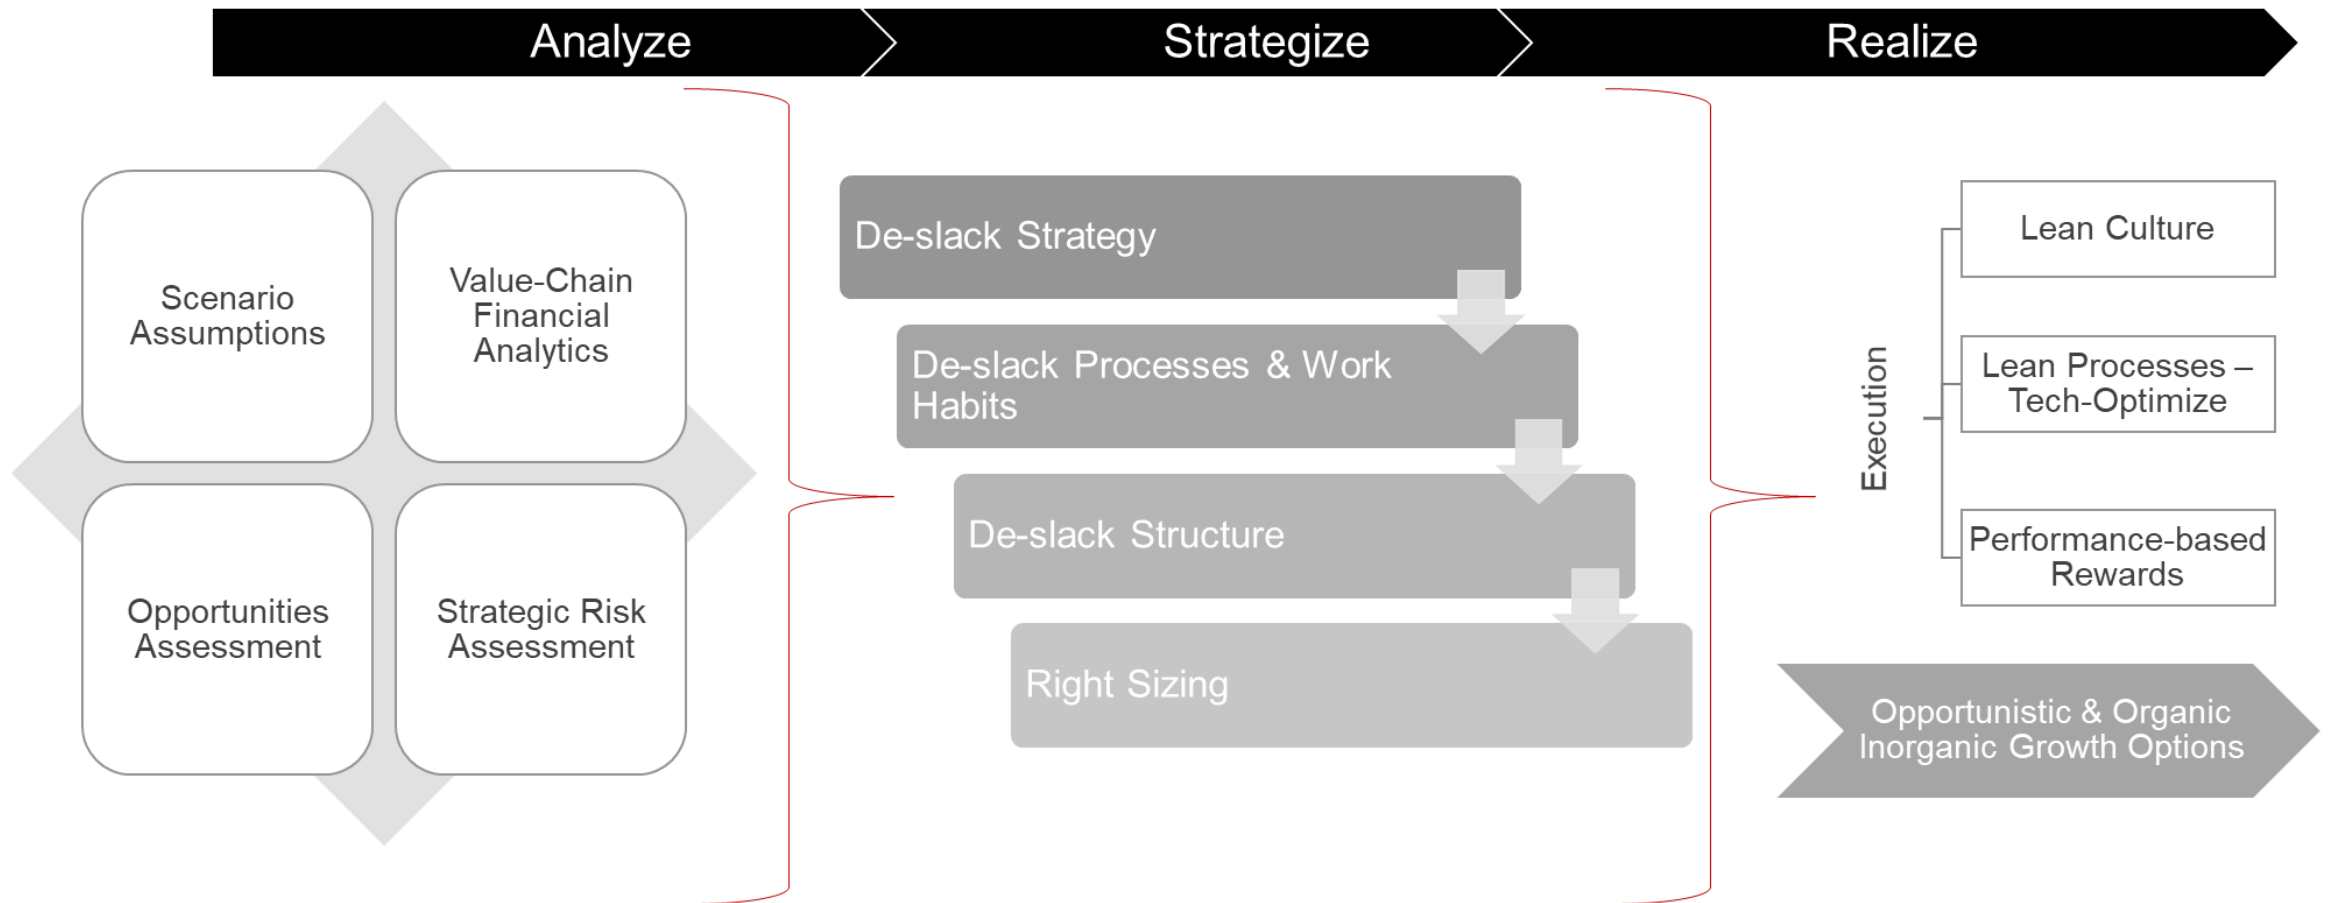 Analyze
Strategize
Realize
Scenario
Assumptions
Value-Chain
Financial
Analytics
Opportunities
Assessment
Strategic Risk
Assessment
De-slack Strategy
De-slack Processes & Work
Habits
De-slack Structure
Right Sizing
Execution
Lean Culture
Lean Processes –
Tech-Optimize
Performance-based
Rewards
Opportunistic & Organic
Inorganic Growth Options